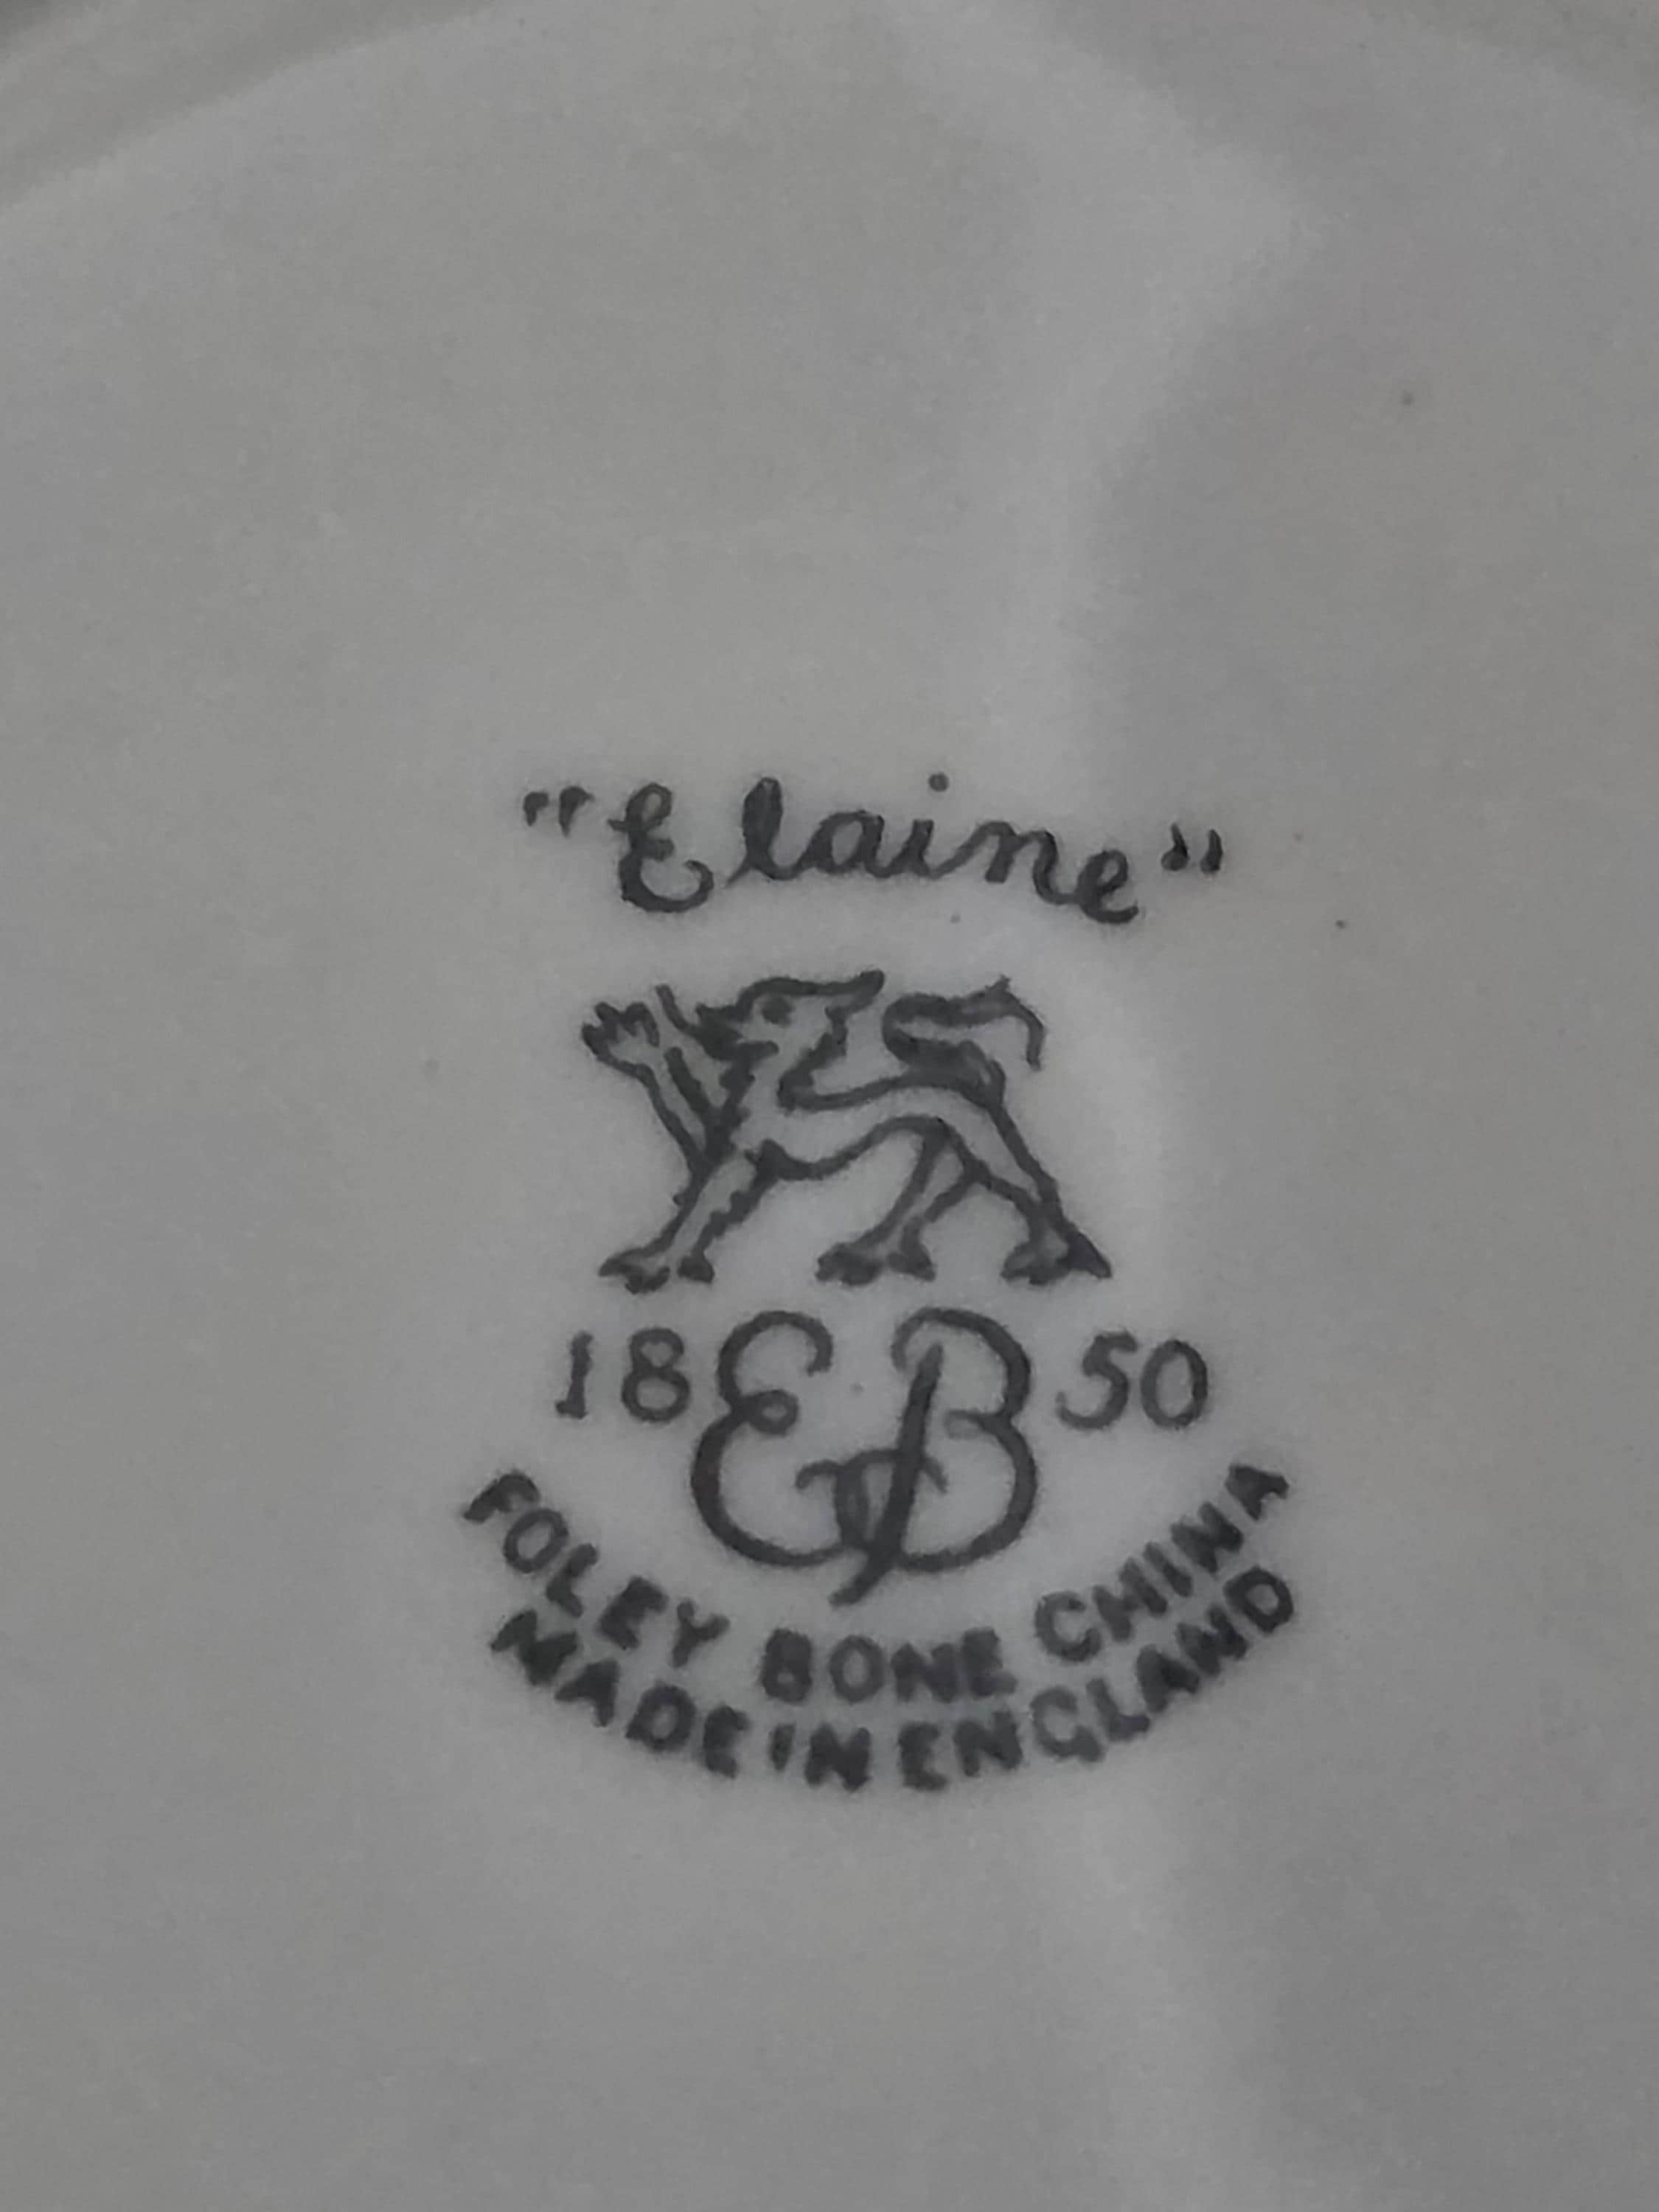 "Elaine"
18 EB 50
FOLEY BONE CHINA
MADE IN ENGLAND